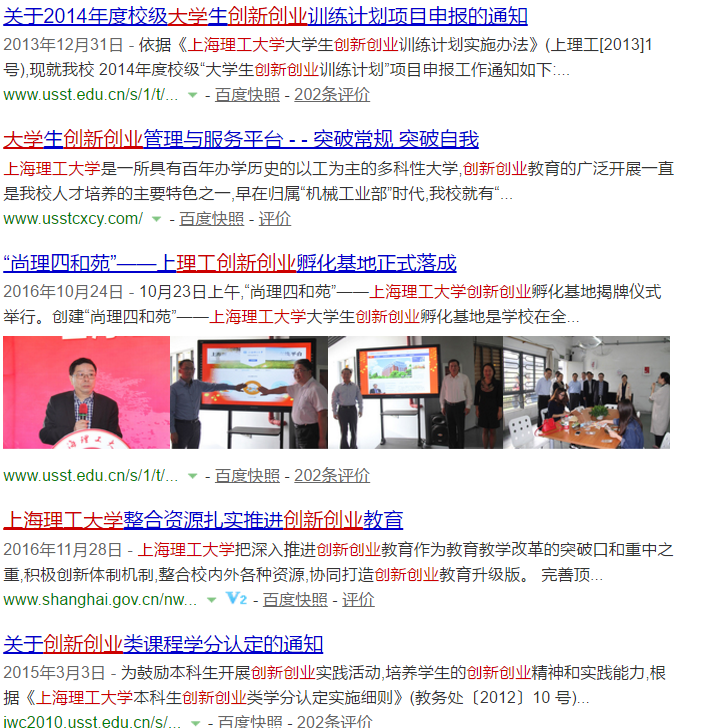 关于2014年度校级大学生创新创业训练计划项目申报的通知
2013年12月31日 - 依据《上海理工大学大学生创新创业训练计划实施办法》(上理工[2013]1
号),现就我校 2014年度校级“大学生创新创业训练计划”项目申报工作通知如下:...
www.usst.edu.cn/s/1/t/... - 百度快照 - 202条评价
大学生创新创业管理与服务平台 - - 突破常规 突破自我
上海理工大学是一所具有百年办学历史的以工为主的多科性大学,创新创业教育的广泛开展一直
是我校人才培养的主要特色之一,早在归属“机械工业部”时代,我校就有“...
www.usstcxcy.com/ - 百度快照 - 评价
“尚理四和苑”——上理工创新创业孵化基地正式落成
2016年10月24日 - 10月23日上午,“尚理四和苑”——上海理工大学创新创业孵化基地揭牌仪式
举行。创建“尚理四和苑”——上海理工大学大学生创新创业孵化基地是学校在全...
www.usst.edu.cn/s/1/t/... - 百度快照 - 202条评价
上海理工大学整合资源扎实推进创新创业教育
2016年11月28日 - 上海理工大学把深入推进创新创业教育作为教育教学改革的突破口和重中之
重,积极创新体制机制,整合校内外各种资源,协同打造创新创业教育升级版。 完善顶...
www.shanghai.gov.cn/nw... V2 - 百度快照 - 评价
关于创新创业类课程学分认定的通知
2015年3月3日 - 为鼓励本科生开展创新创业实践活动,培养学生的创新创业精神和实践能力,根
据《上海理工大学本科生创新创业类学分认定实施细则》(教务处〔2012〕10 号)...
jwc2010.usst.edu.cn/s/... - 百度快照 - 202条评价